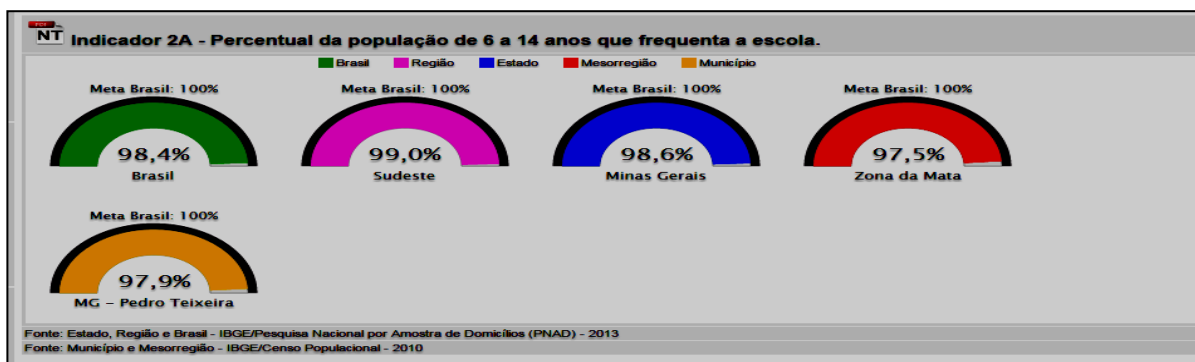 PDF
NT Indicador 2A - Percentual da população de 6 a 14 anos que frequenta a escola.
Brasil Região Estado Mesorregião Município
Meta Brasil: 100% Meta Brasil: 100% Meta Brasil: 100% Meta Brasil: 100%
98,4% 99,0% 98,6% 97,5%
Brasil Sudeste Minas Gerais Zona da Mata
Meta Brasil: 100%
97,9%
MG - Pedro Teixeira
Fonte: Estado, Região e Brasil - IBGE/Pesquisa Nacional por Amostra de Domicílios (PNAD) - 2013
Fonte: Município e Mesorregião - IBGE/Censo Populacional - 2010